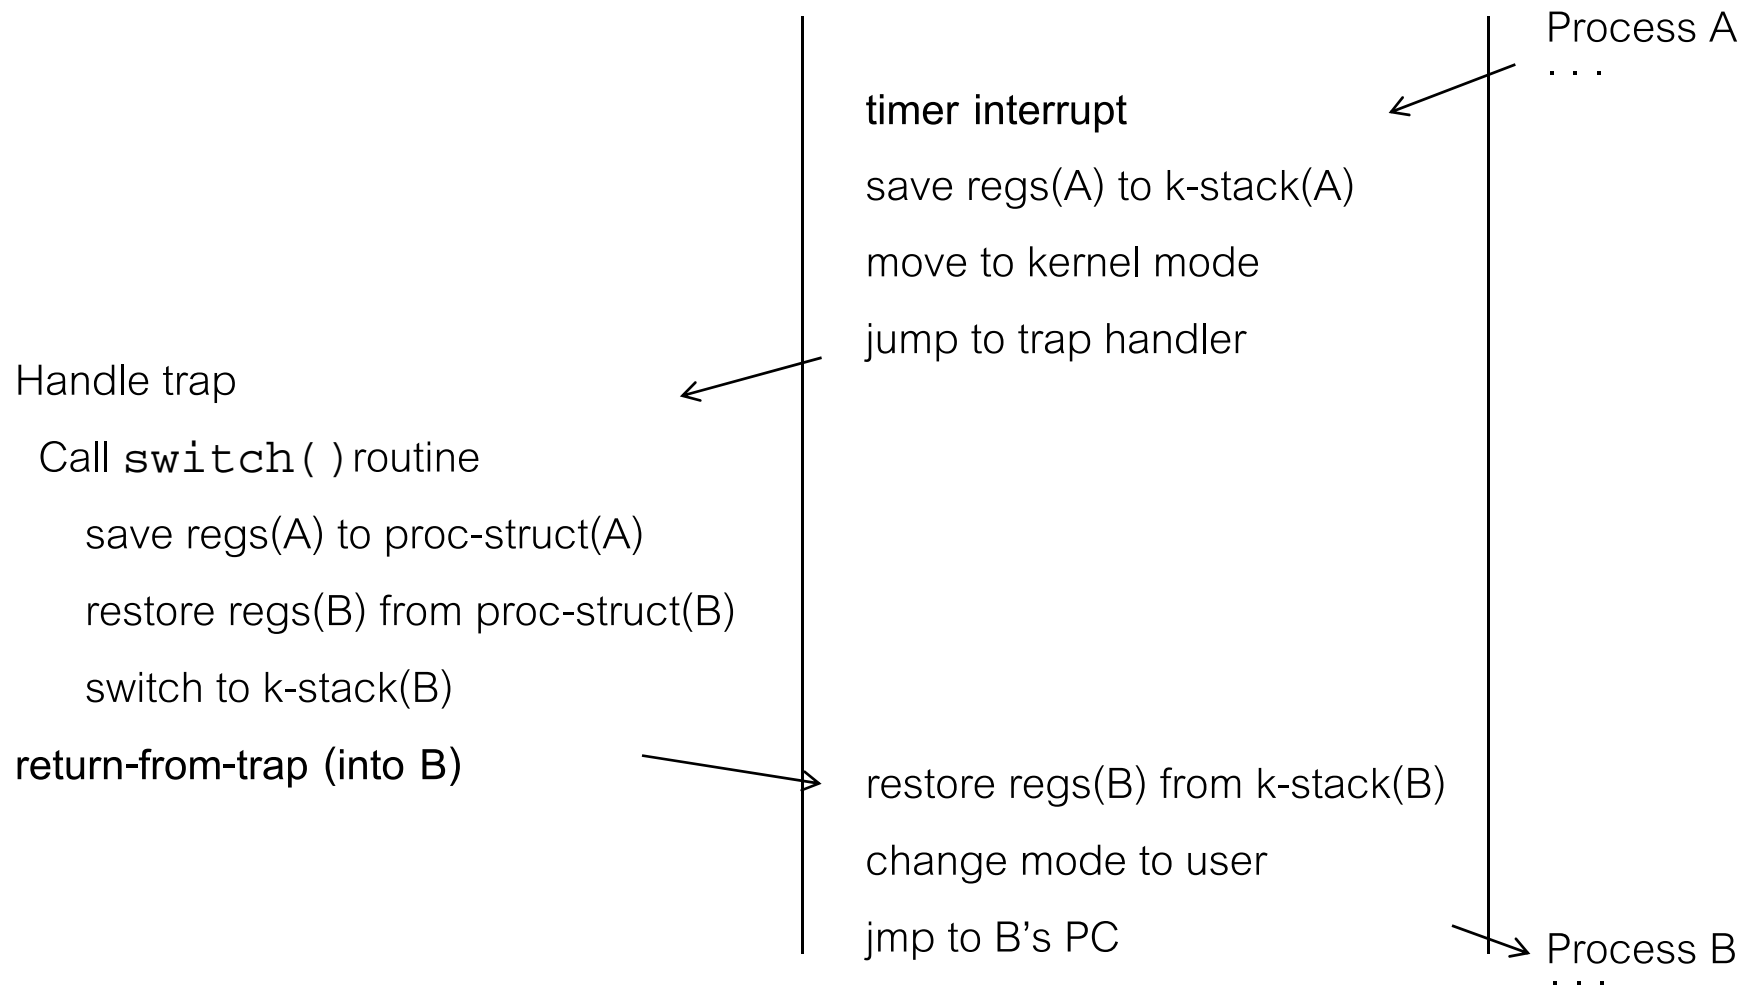 Process A
. . .
timer interrupt
save regs(A) to k-stack(A)
move to kernel mode
jump to trap handler
Handle trap
Call switch()routine
save regs(A) to proc-struct(A)
restore regs(B) from proc-struct(B)
switch to k-stack(B)
return-from-trap (into B)
restore regs(B) from k-stack(B)
change mode to user
jmp to B’s PC
Process B
. . .